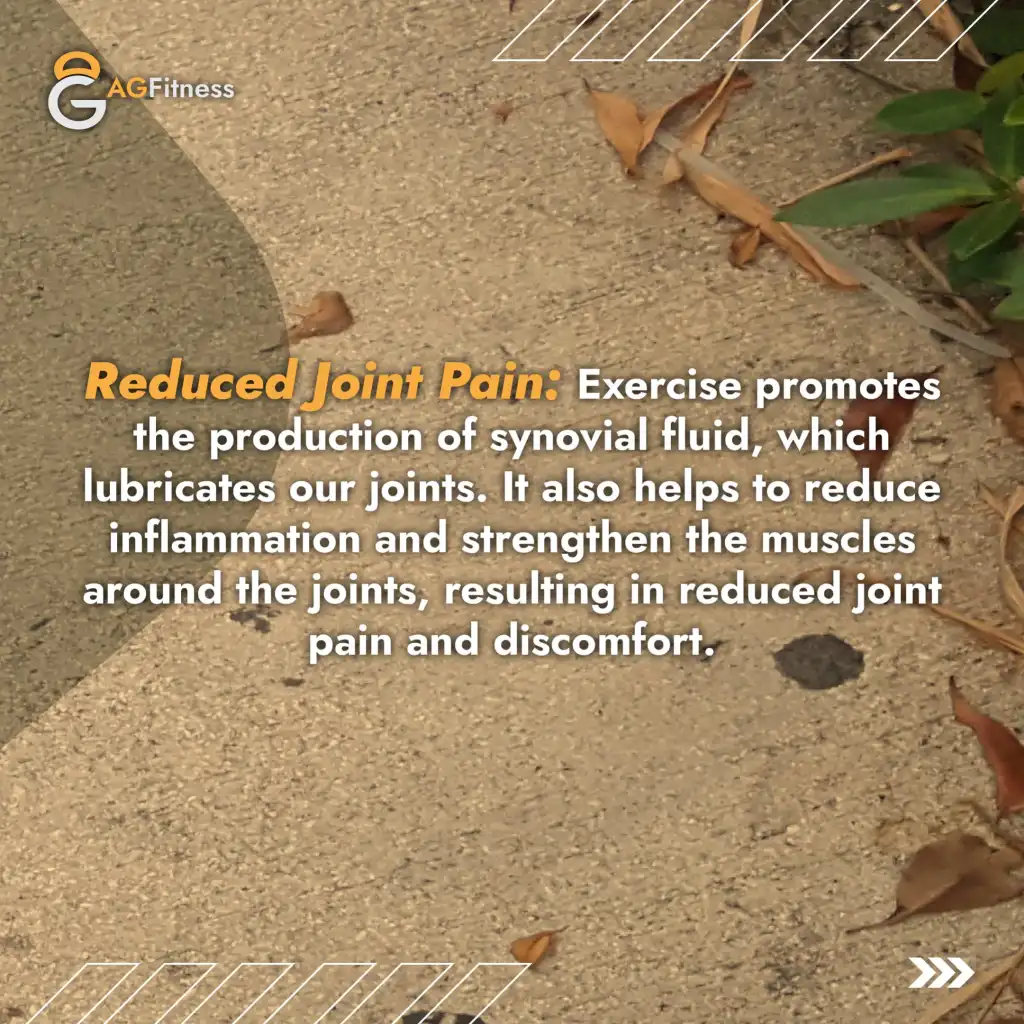 AGFitness
Reduced Joint Pain: Exercise promotes
the production of synovial fluid, which
lubricates our joints. It also helps to reduce
inflammation and strengthen the muscles
around the joints, resulting in reduced joint
pain and discomfort.